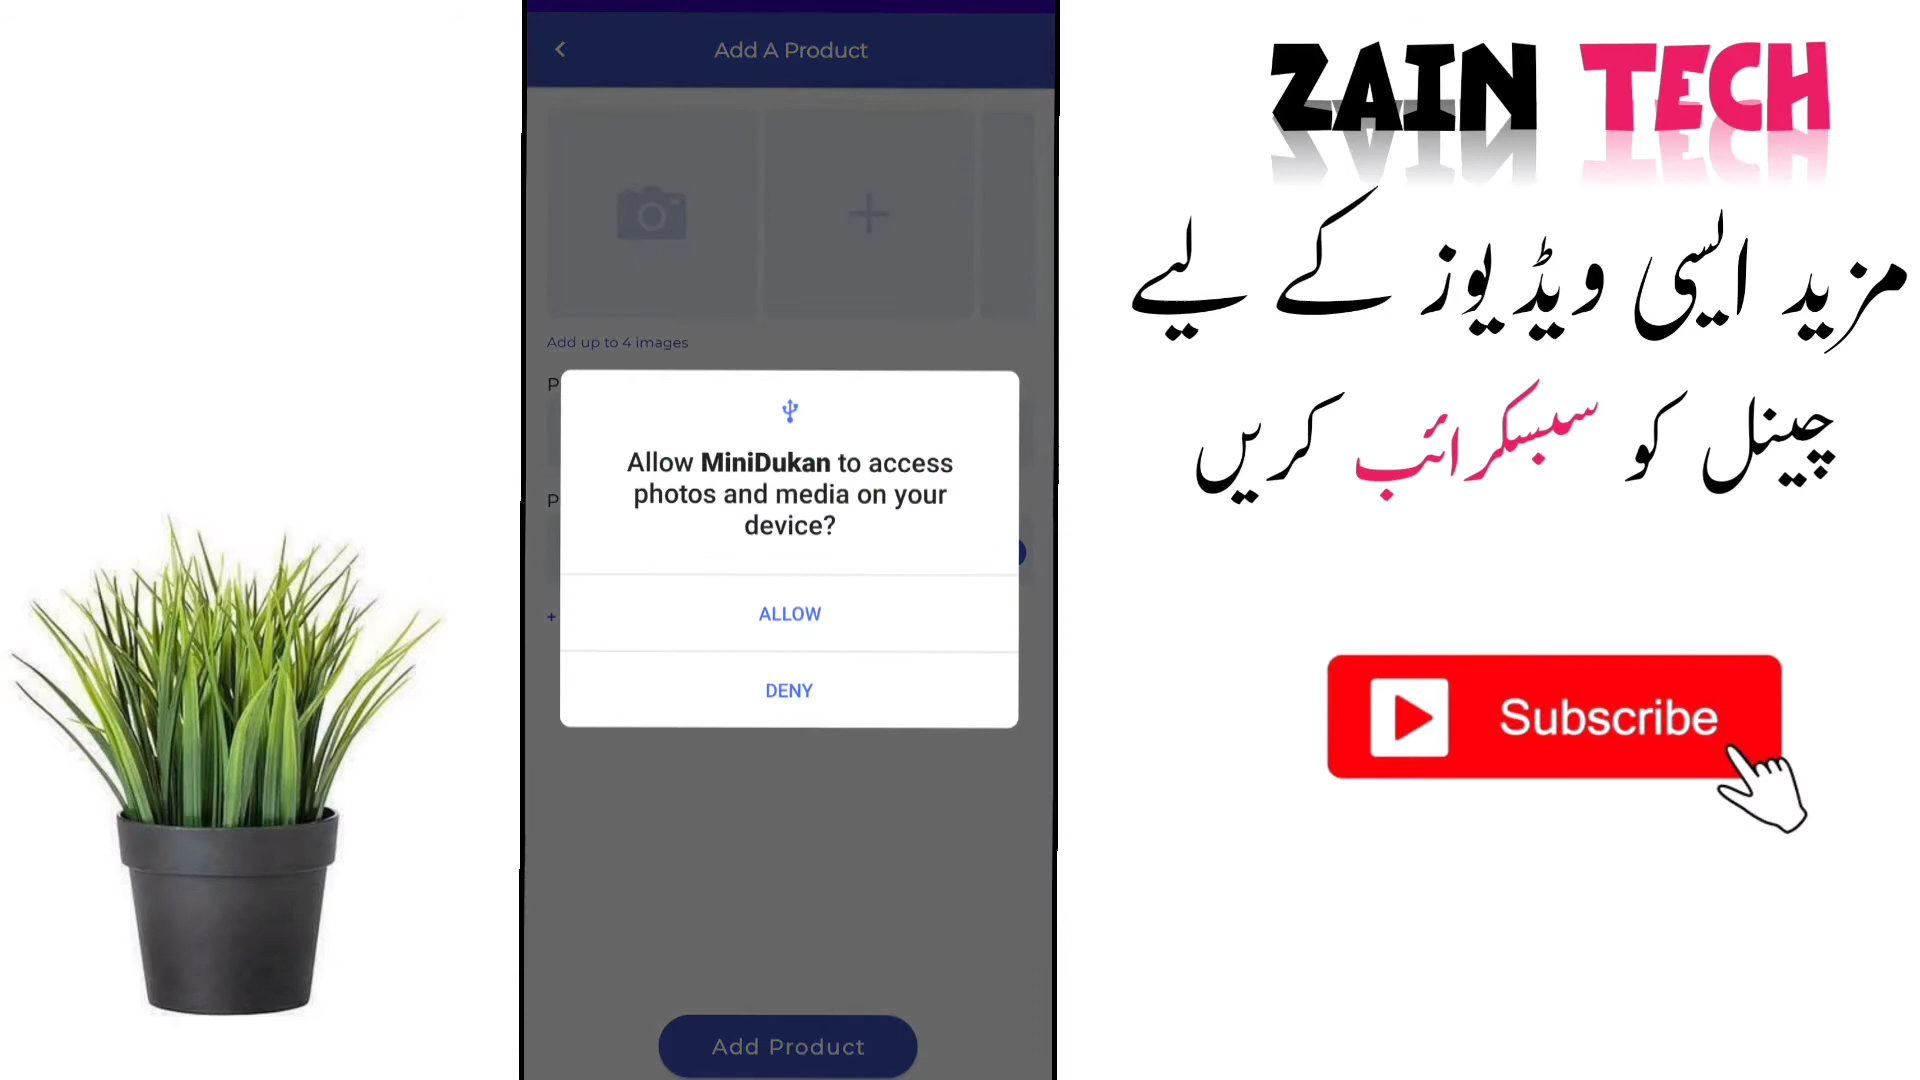 Add A Product
Add up to 4 images
P
Allow MiniDukan to access
photos and media on your
device?
P
+
ALLOW
DENY
Add Product
ZAIN TECH
مزید ایسی ویڈیوز کے لیے
چینل کو سبسکرائب کریں
Subscribe